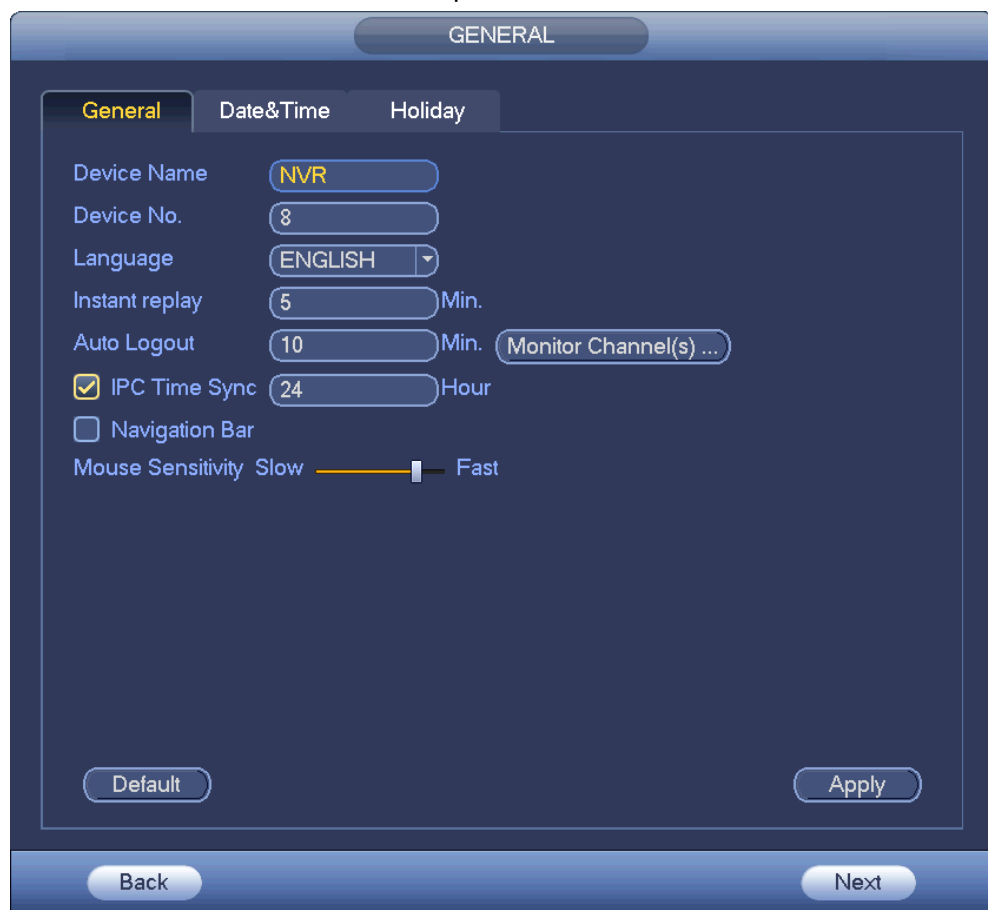 GENERAL
General Date&Time Holiday
Device Name NVR
Device No. 8
Language ENGLISH
Instant replay 5 Min.
Auto Logout 10 Min. Monitor Channel(s) ...
IPC Time Sync 24 Hour
Navigation Bar
Mouse Sensitivity Slow Fast
Default Apply
Back Next